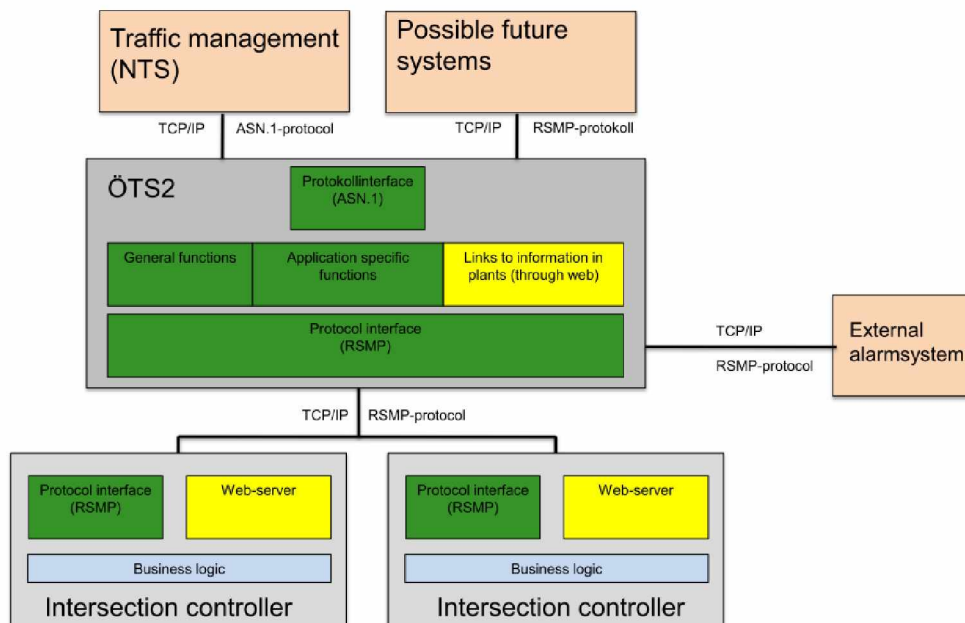 Traffic management
(NTS)
Possible future
systems
TCP/IP
ASN.1-protocol
TCP/IP
RSMP-protokoll
ÖTS2
Protokollinterface
(ASN.1)
General functions
Application specific
functions
Links to information in
plants (through web)
Protocol interface
(RSMP)
TCP/IP
RSMP-protocol
External
alarmsystem
TCP/IP
RSMP-protocol
Protocol interface
(RSMP)
Web-server
Business logic
Intersection controller
Protocol interface
(RSMP)
Web-server
Business logic
Intersection controller